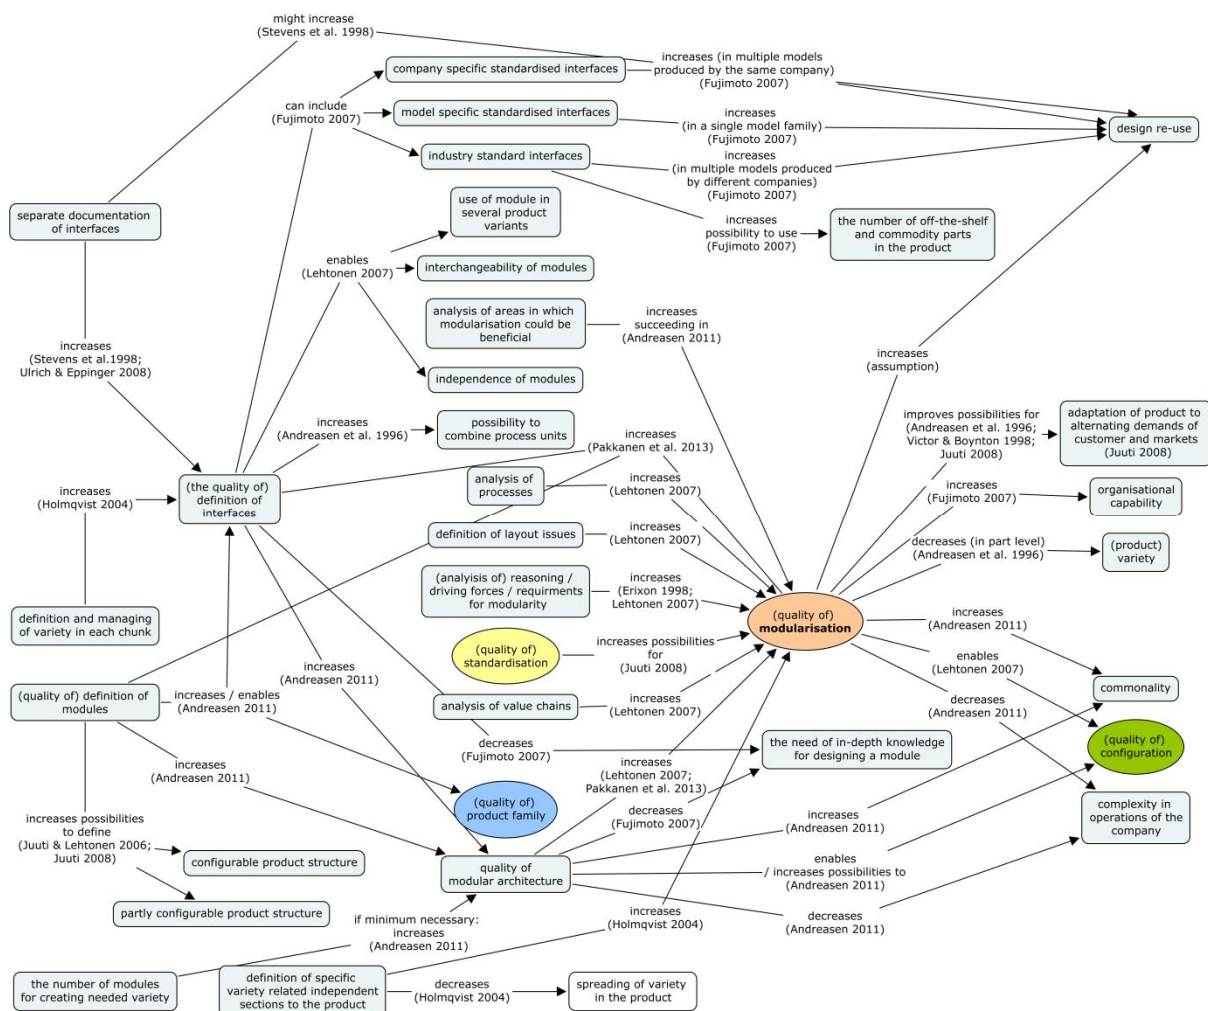 might increase
(Stevens et al. 1998)
company specific standardised interfaces
increases (in multiple models
produced by the same company)
(Fujimoto 2007)
can include
(Fujimoto 2007)
model specific standardised interfaces
increases
(in a single model family)
(Fujimoto 2007)
design re-use
industry standard interfaces
increases
(in multiple models produced
by different companies)
(Fujimoto 2007)
separate documentation
of interfaces
use of module in
several product
variants
increases
possibility to use
(Fujimoto 2007)
the number of off-the-shelf
and commodity parts
in the product
enables
(Lehtonen 2007)
interchangeability of modules
analysis of areas in which
modularisation could be
beneficial
increases
succeeding in
(Andreasen 2011)
increases
(Stevens et al.1998;
Ulrich & Eppinger 2008)
independence of modules
increases
(assumption)
increases
(Andreasen et al. 1996)
possibility to
combine process units
improves possibilities for
(Andreasen et al. 1996;
Victor & Boynton 1998;
Juuti 2008)
adaptation of product to
alternating demands of
customer and markets
(Juuti 2008)
increases
(Pakkanen et al. 2013)
increases
(Holmqvist 2004)
(the quality of)
definition of
interfaces
analysis of
processes
increases
(Lehtonen 2007)
increases
(Fujimoto 2007)
organisational
capability
definition of layout issues
increases
(Lehtonen 2007)
decreases (in part level)
(Andreasen et al. 1996)
(product)
variety
(analyisis of) reasoning /
driving forces / requirments
for modularity
increases
(Erixon 1998;
Lehtonen 2007)
definition and managing
of variety in each chunk
(quality of)
modularisation
increases
(Andreasen 2011)
(quality of)
standardisation
increases possibilities
for
(Juuti 2008)
enables
(Lehtonen 2007)
increases
(Andreasen 2011)
(quality of) definition of
modules
increases / enables
(Andreasen 2011)
analysis of value chains
increases
(Lehtonen 2007)
decreases
(Andreasen 2011)
commonality
decreases
(Fujimoto 2007)
the need of in-depth knowledge
for designing a module
(quality of)
configuration
increases
(Andreasen 2011)
increases
(Lehtonen 2007;
Pakkanen et al. 2013)
(quality of)
product family
decreases
(Fujimoto 2007)
increases
(Andreasen 2011)
complexity in
operations of the
company
increases possibilities
to define
(Juuti & Lehtonen 2006;
Juuti 2008)
configurable product structure
quality of
modular architecture
enables
/ increases possibilities to
(Andreasen 2011)
partly configurable product structure
if minimum necessary:
increases
(Andreasen 2011)
increases
(Holmqvist 2004)
decreases
(Andreasen 2011)
the number of modules
for creating needed variety
definition of specific
variety related independent
sections to the product
decreases
(Holmqvist 2004)
spreading of variety
in the product